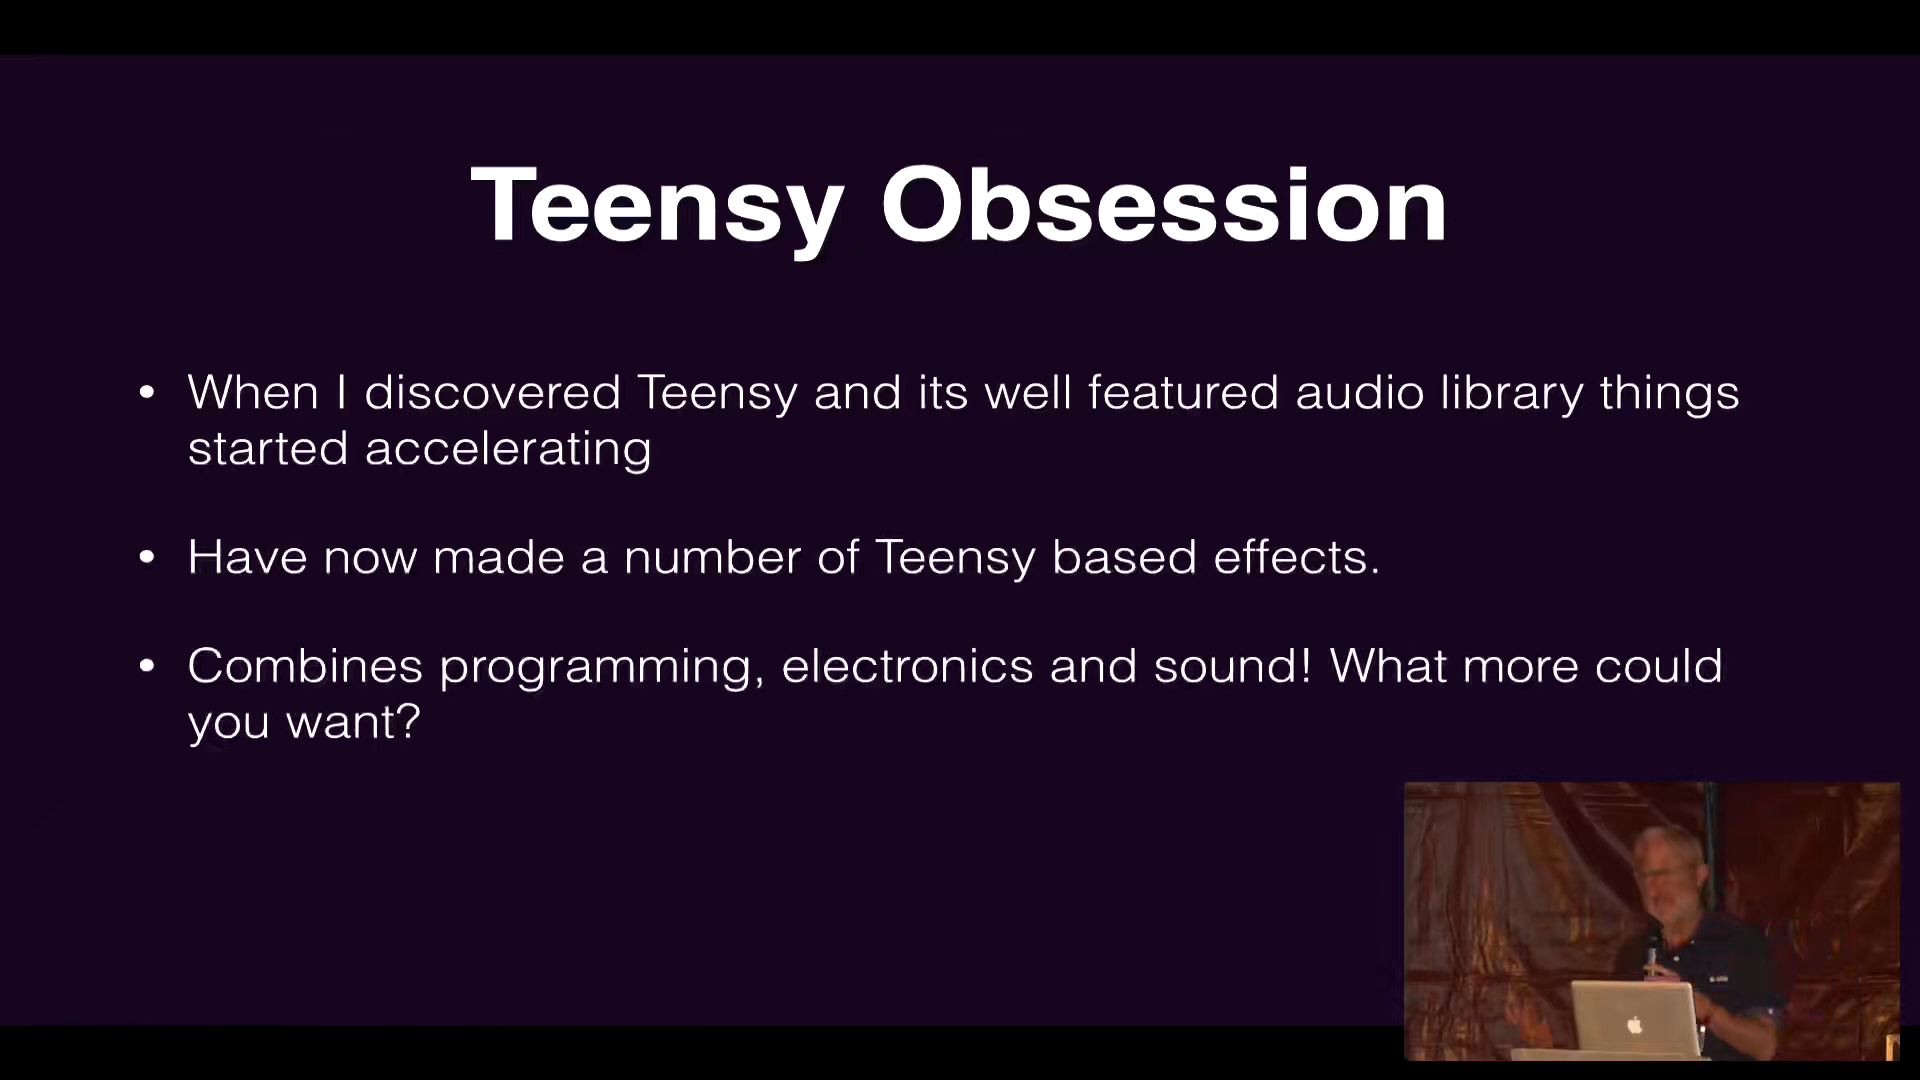 Teensy Obsession
• When I discovered Teensy and its well featured audio library things
started accelerating
• Have now made a number of Teensy based effects.
• Combines programming, electronics and sound! What more could
you want?